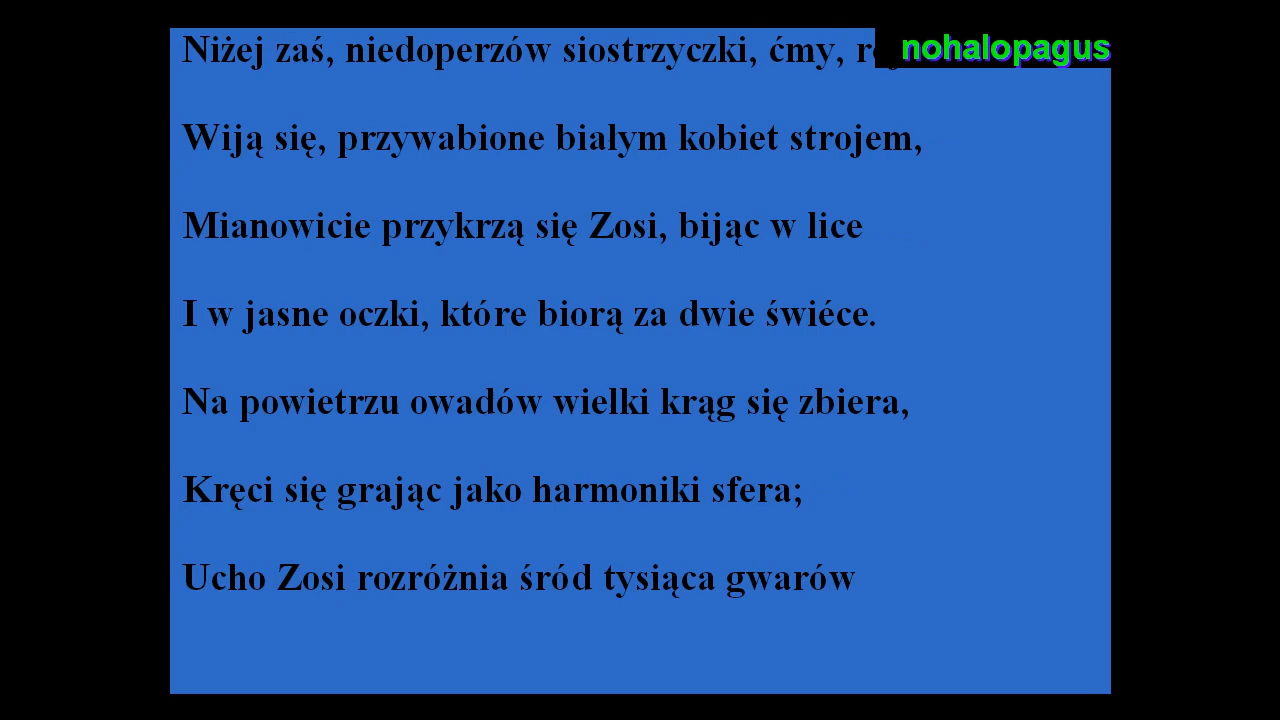 Niżej zaś, niedoperzów siostrzyczki, ćmy, nohalopagus
Wiją się, przywabione białym kobiet strojem,
Mianowicie przykrzą się Zosi, bijąc w lice
I w jasne oczki, które biorą za dwie świéce.
Na powietrzu owadów wielki krąg się zbiera,
Kręci się grając jako harmoniki sfera;
Ucho Zosi rozróżnia śród tysiąca gwarów